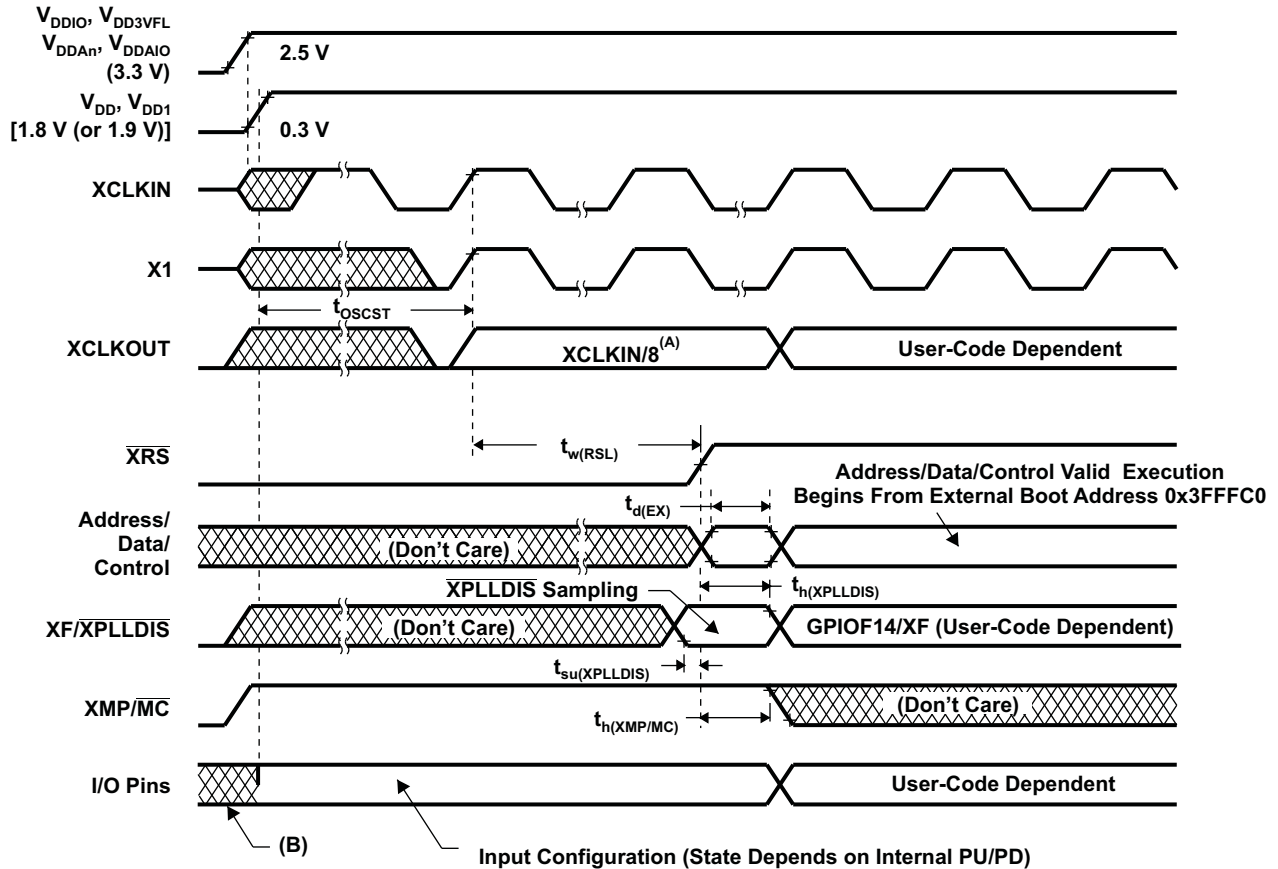 VDDIO, VDD3VFL
VDDAn, VDDAIO
(3.3 V)
2.5 V
VDD, VDD1
[1.8 V (or 1.9 V)]
0.3 V
XCLKIN
X1
tOSCST
XCLKOUT
XCLKIN/8(A)
User-Code Dependent
XRS
tw(RSL)
Address/Data/Control Valid Execution
Begins From External Boot Address 0x3FFFC0
td(EX)
Address/
Data/
Control
(Don't Care)
XPLLDIS Sampling
th(XPLLDIS)
XF/XPLLDIS
(Don't Care)
GPIOF14/XF (User-Code Dependent)
tsu(XPLLDIS)
XMP/MC
(Don't Care)
th(XMP/MC)
I/O Pins
User-Code Dependent
(B)
Input Configuration (State Depends on Internal PU/PD)